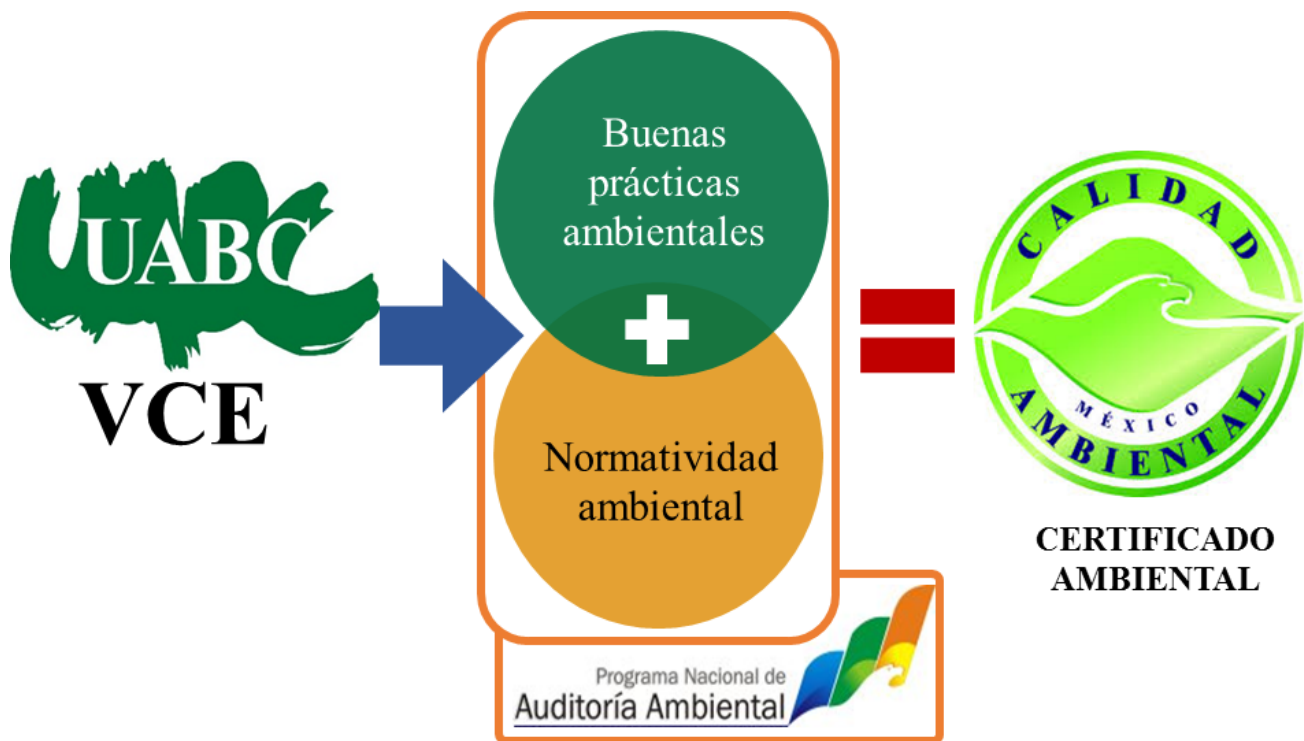 UABC
VCE
Buenas
prácticas
ambientales
Normatividad
ambiental
Programa Nacional de
Auditoría Ambiental
CALIDAD
MÉXICO
AMBIENTAL
CERTIFICADO
AMBIENTAL